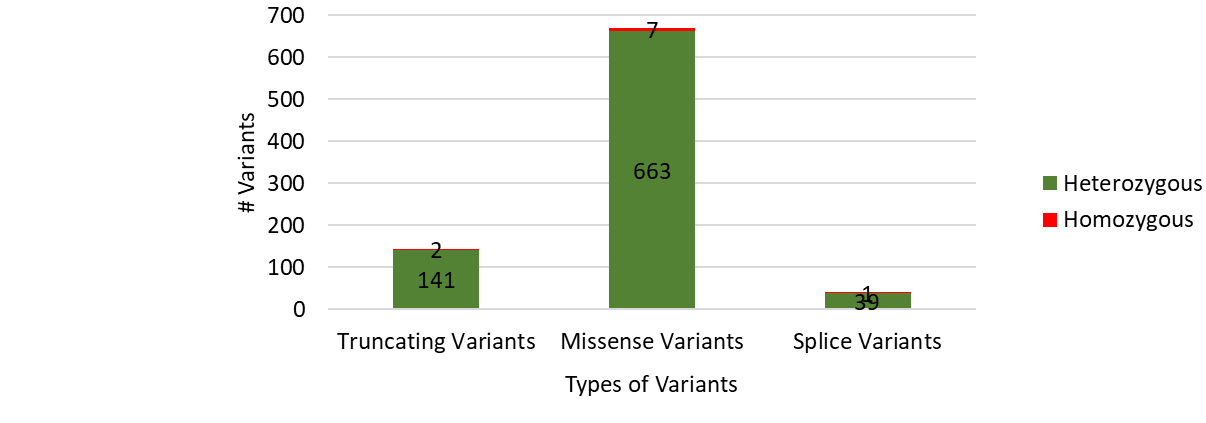 700
600
500
400
300
200
100
0
# Variants
2
141
7
663
1
39
Truncating Variants
Missense Variants
Splice Variants
Types of Variants
Heterozygous
Homozygous